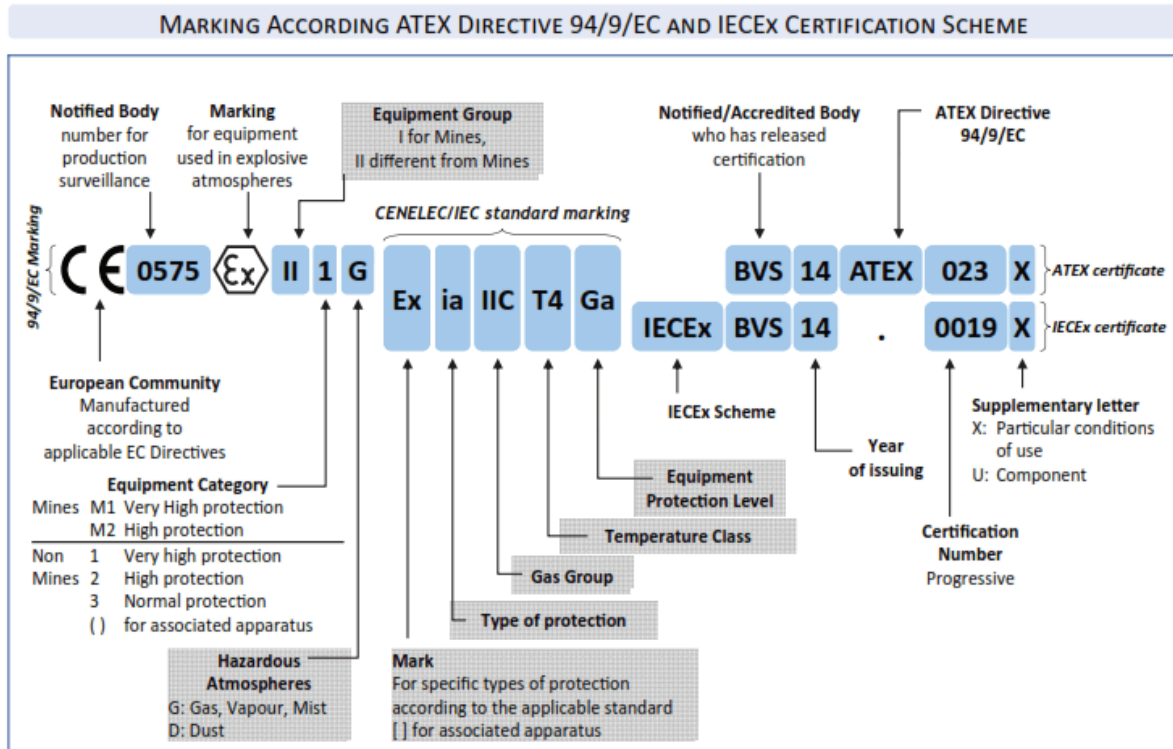 MARKING ACCORDING ATEX DIRECTIVE 94/9/EC AND IECEX CERTIFICATION SCHEME
Notified Body
number for
production
surveillance
Marking
for equipment
used in explosive
atmospheres
Equipment Group
I for Mines,
II different from Mines
Notified/Accredited Body
who has released
certification
ATEX Directive
94/9/EC
CENELEC/IEC standard marking
94/9/EC Marking
CE 0575 Ex II 1 G
Ex ia IIC T4 Ga
BVS 14 ATEX 023 X
ATEX certificate
IECEx BVS 14 . 0019 X
IECEx certificate
European Community
Manufactured
according to
applicable EC Directives
IECEx Scheme
Year
of issuing
Supplementary letter
X: Particular conditions
of use
U: Component
Equipment Category
Mines M1 Very High protection
M2 High protection
Non 1 Very high protection
Mines 2 High protection
3 Normal protection
( ) for associated apparatus
Equipment
Protection Level
Temperature Class
Gas Group
Type of protection
Certification
Number
Progressive
Hazardous
Atmospheres
G: Gas, Vapour, Mist
D: Dust
Mark
For specific types of protection
according to the applicable standard
[ ] for associated apparatus